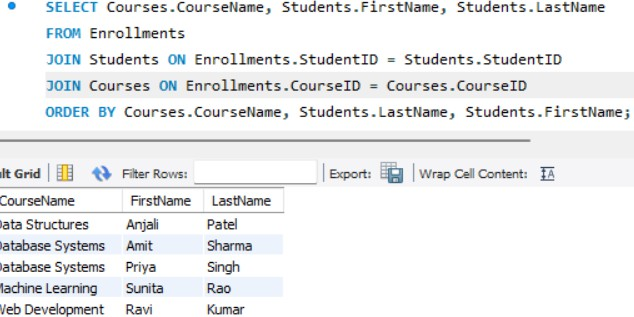 SELECT Courses.CourseName, Students.FirstName, Students.LastName
FROM Enrollments
JOIN Students ON Enrollments.StudentID = Students.StudentID
JOIN Courses ON Enrollments.CourseID = Courses.CourseID
ORDER BY Courses.CourseName, Students.LastName, Students.FirstName;
lt Grid Filter Rows: Export: Wrap Cell Content:
CourseName FirstName LastName
Data Structures Anjali Patel
Database Systems Amit Sharma
Database Systems Priya Singh
Machine Learning Sunita Rao
Web Development Ravi Kumar